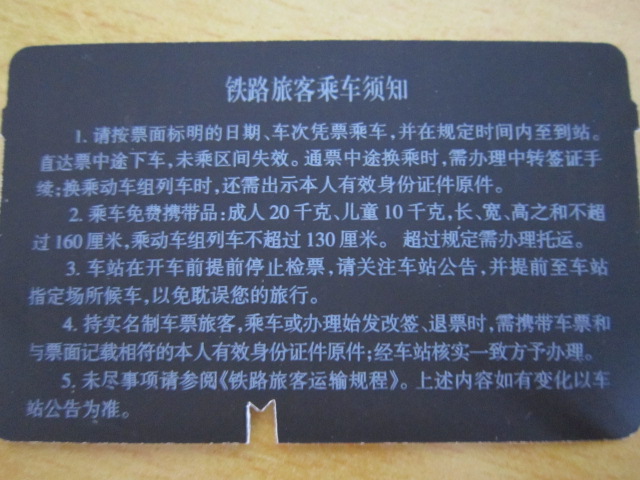 铁路旅客乘车须知
1. 请按票面标明的日期、车次凭票乘车，并在规定时间内至到站。
直达票中途下车，未乘区间失效。通票中途换乘时，需办理中转签证手
续；换乘动车组列车时，还需出示本人有效身份证件原件。
2. 乘车免费携带品：成人20千克、儿童10千克，长、宽、高之和不超
过160厘米，乘动车组列车不超过130厘米。 超过规定需办理托运。
3. 车站在开车前提前停止检票，请关注车站公告，并提前至车站
指定场所候车，以免耽误您的旅行。
4. 持实名制车票旅客，乘车或办理始发改签、退票时，需携带车票和
与票面记载相符的本人有效身份证件原件；经车站核实一致方予办理。
5. 未尽事项请参阅《铁路旅客运输规程》。上述内容如有变化以车
站公告为准。